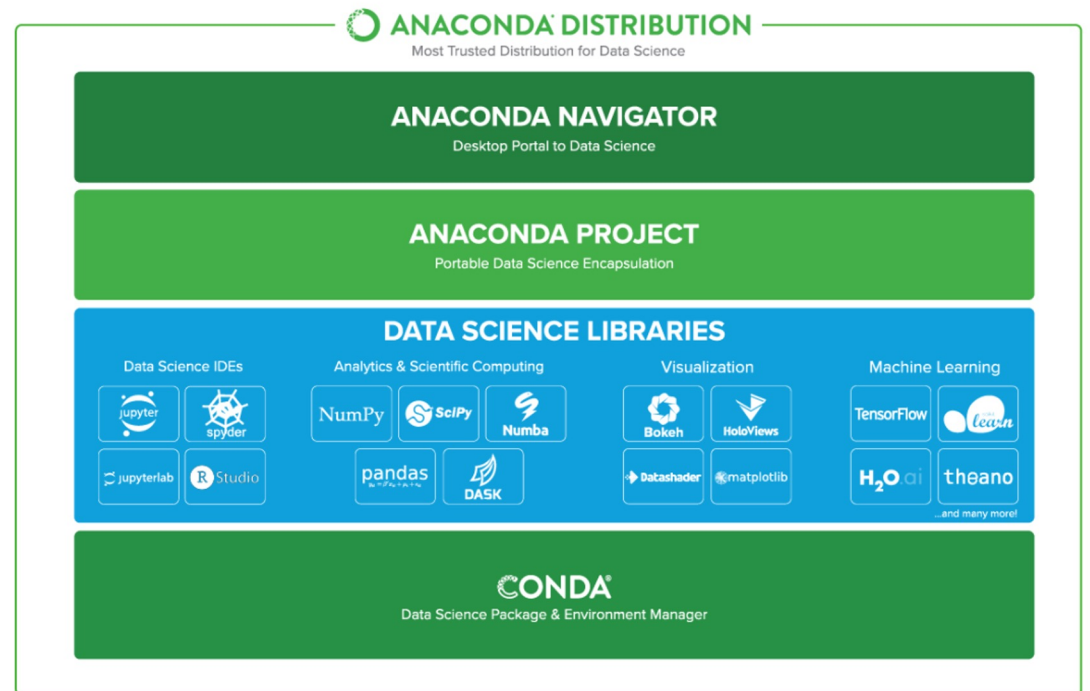 ANACONDA DISTRIBUTION
Most Trusted Distribution for Data Science
ANACONDA NAVIGATOR
Desktop Portal to Data Science
ANACONDA PROJECT
Portable Data Science Encapsulation
DATA SCIENCE LIBRARIES
Data Science IDEs
jupyter
spyder
jupyterlab
R Studio
Analytics & Scientific Computing
NumPy
SciPy
Numba
pandas
DASK
Visualization
Bokeh
HoloViews
Datashader
matplotlib
Machine Learning
TensorFlow
learn
H2O.ai
theano
...and many more!
CONDA®
Data Science Package & Environment Manager